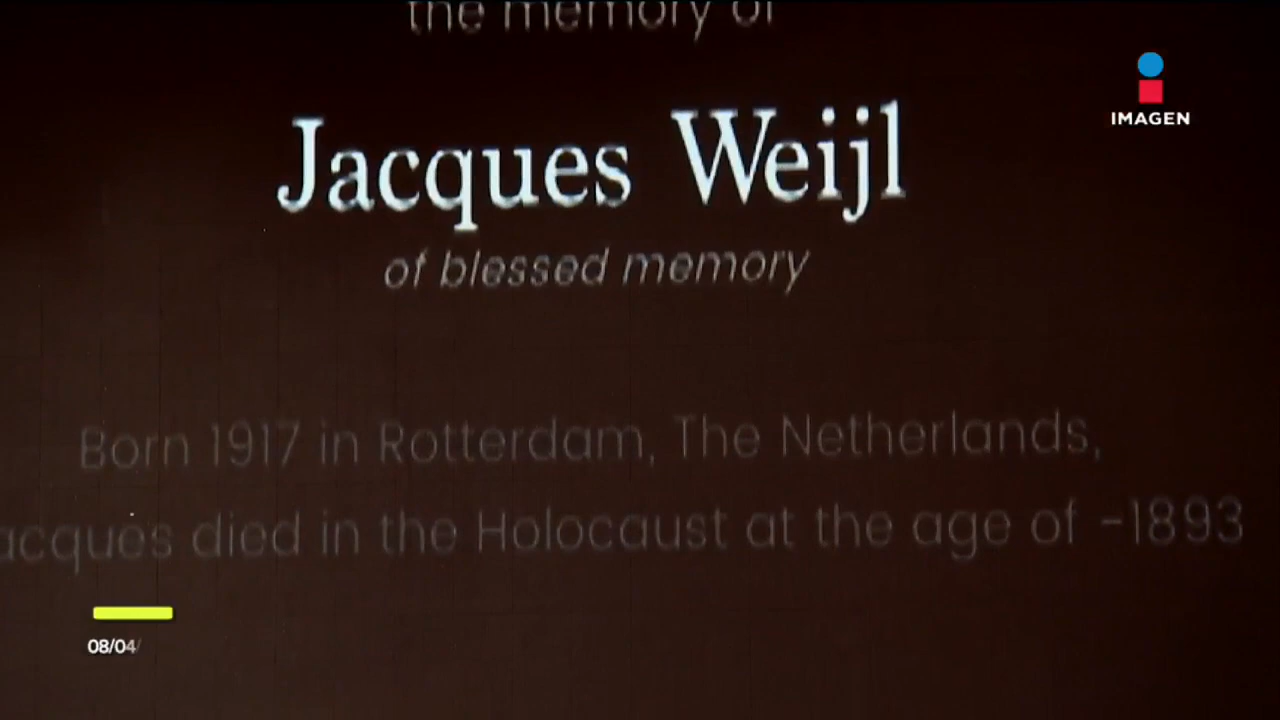 the memory of
IMAGEN
Jacques Weijl
of blessed memory
Born 1917 in Rotterdam, The Netherlands,
acques died in the Holocaust at the age of -1893
08/04/